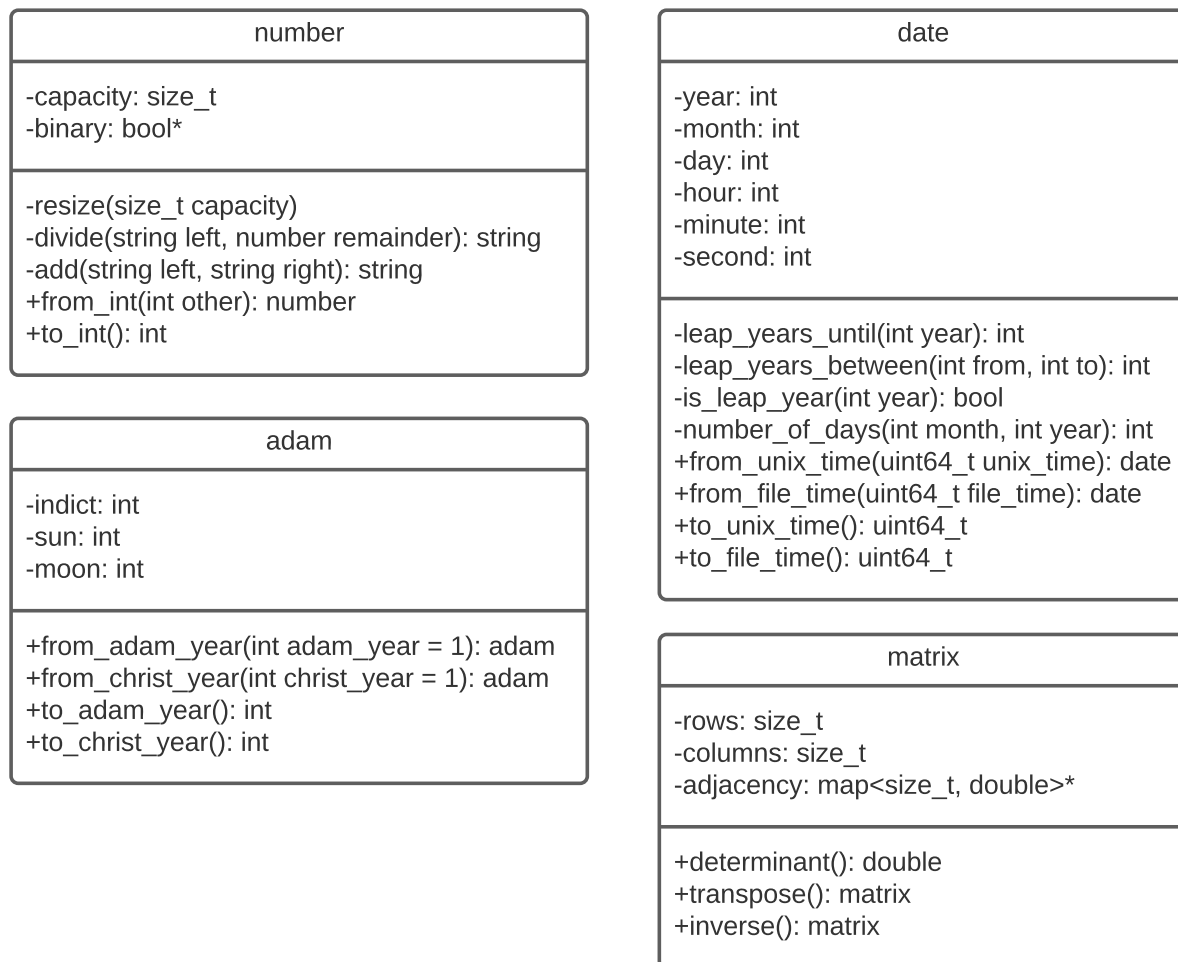 number
-capacity: size_t
-binary: bool*
-resize(size_t capacity)
-divide(string left, number remainder): string
-add(string left, string right): string
+from_int(int other): number
+to_int(): int
adam
-indict: int
-sun: int
-moon: int
+from_adam_year(int adam_year = 1): adam
+from_christ_year(int christ_year = 1): adam
+to_adam_year(): int
+to_christ_year(): int
date
-year: int
-month: int
-day: int
-hour: int
-minute: int
-second: int
-leap_years_until(int year): int
-leap_years_between(int from, int to): int
-is_leap_year(int year): bool
-number_of_days(int month, int year): int
+from_unix_time(uint64_t unix_time): date
+from_file_time(uint64_t file_time): date
+to_unix_time(): uint64_t
+to_file_time(): uint64_t
matrix
-rows: size_t
-columns: size_t
-adjacency: map<size_t, double>*
+determinant(): double
+transpose(): matrix
+inverse(): matrix